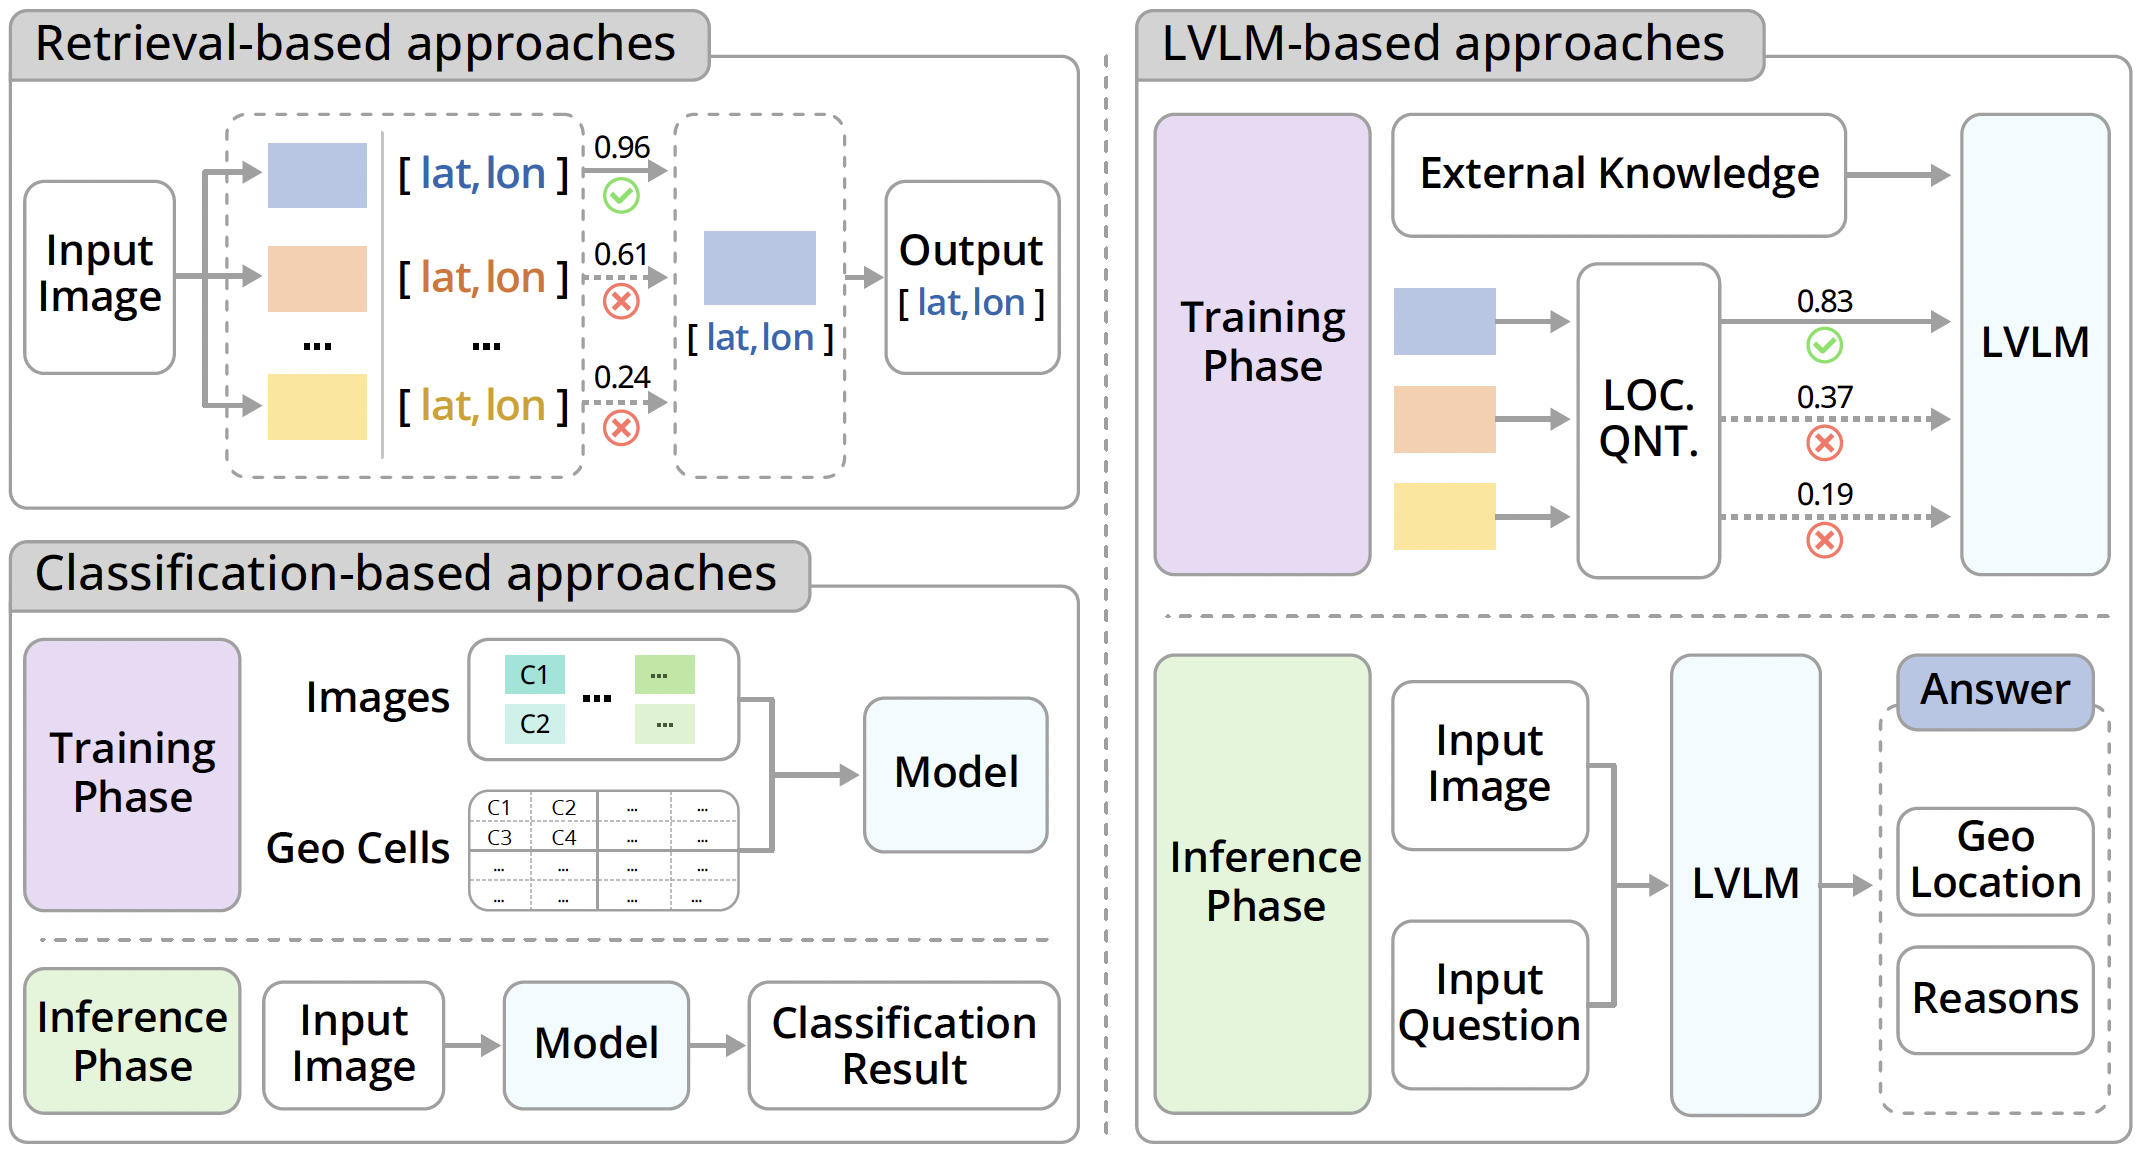 Retrieval-based approaches
Input
Image
[ lat,lon ]
[ lat,lon ]
... ...
[ lat,lon ]
0.96
0.61
0.24
[ lat,lon ]
Output
[ lat,lon ]
Classification-based approaches
Training
Phase
Images
C1 ... ...
C2 ...
Geo Cells
C1 C2 ... ...
C3 C4 ... ...
... ... ... ...
... ... ... ...
Model
Inference
Phase
Input
Image
Model
Classification
Result
LVLM-based approaches
Training
Phase
External Knowledge
LOC.
QNT.
0.83
0.37
0.19
LVLM
Inference
Phase
Input
Image
Input
Question
LVLM
Answer
Geo
Location
Reasons